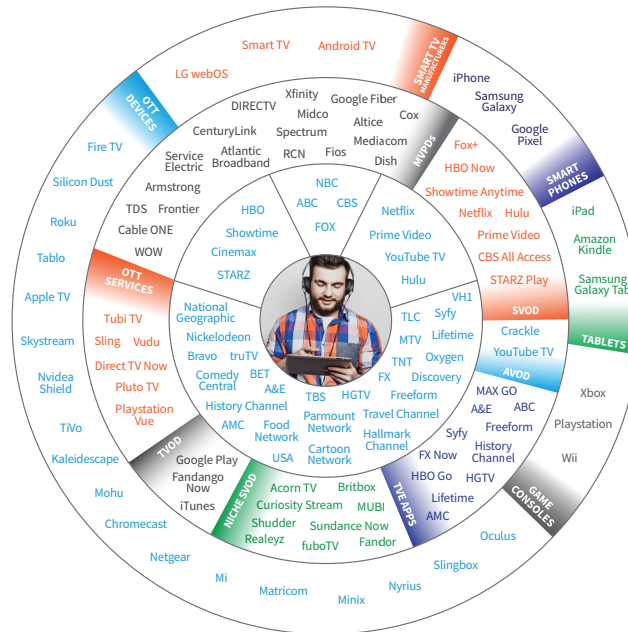 Smart TV
Android TV
LG webOS
SMART TV
MANUFACTURERS
iPhone
Samsung
Galaxy
Google
Pixel
SMART
PHONES
iPad
Amazon
Kindle
Samsung
Galaxy Tab
TABLETS
Xbox
Playstation
Wii
GAME
CONSOLES
OTT
DEVICES
Fire TV
Silicon Dust
Roku
Tablo
Apple TV
Skystream
Nvidea
Shield
TiVo
Kaleidescape
Mohu
Chromecast
Netgear
Mi
Matricom
Minix
Nyrius
Slingbox
Oculus
DIRECTV
Xfinity
Google Fiber
Midco
Cox
CenturyLink
Spectrum
Altice
Mediacom
Service
Electric
Atlantic
Broadband
RCN
Fios
Dish
Armstrong
TDS
Frontier
Cable ONE
WOW
MVPDs
Fox+
HBO Now
Showtime Anytime
Netflix
Hulu
Prime Video
CBS All Access
STARZ Play
SVOD
Crackle
YouTube TV
AVOD
MAX GO
A&E
ABC
Freeform
Syfy
History
Channel
FX Now
HBO Go
HGTV
Lifetime
AMC
TVE APPS
Acorn TV
Britbox
Curiosity Stream
MUBI
Shudder
Sundance Now
Realeyz
fuboTV
Fandor
NICHE SVOD
Google Play
Fandango
Now
iTunes
TVOD
OTT
SERVICES
Tubi TV
Sling
Vudu
Direct TV Now
Pluto TV
Playstation
Vue
NBC
ABC
CBS
FOX
HBO
Showtime
Cinemax
STARZ
Netflix
Prime Video
YouTube TV
Hulu
VH1
TLC
Syfy
MTV
Lifetime
TNT
Oxygen
FX
Discovery
National
Geographic
Nickelodeon
Bravo
truTV
Comedy
Central
BET
A&E
TBS
HGTV
Freeform
History Channel
Parmount
Network
Travel Channel
AMC
Food
Network
Hallmark
Channel
USA
Cartoon
Network